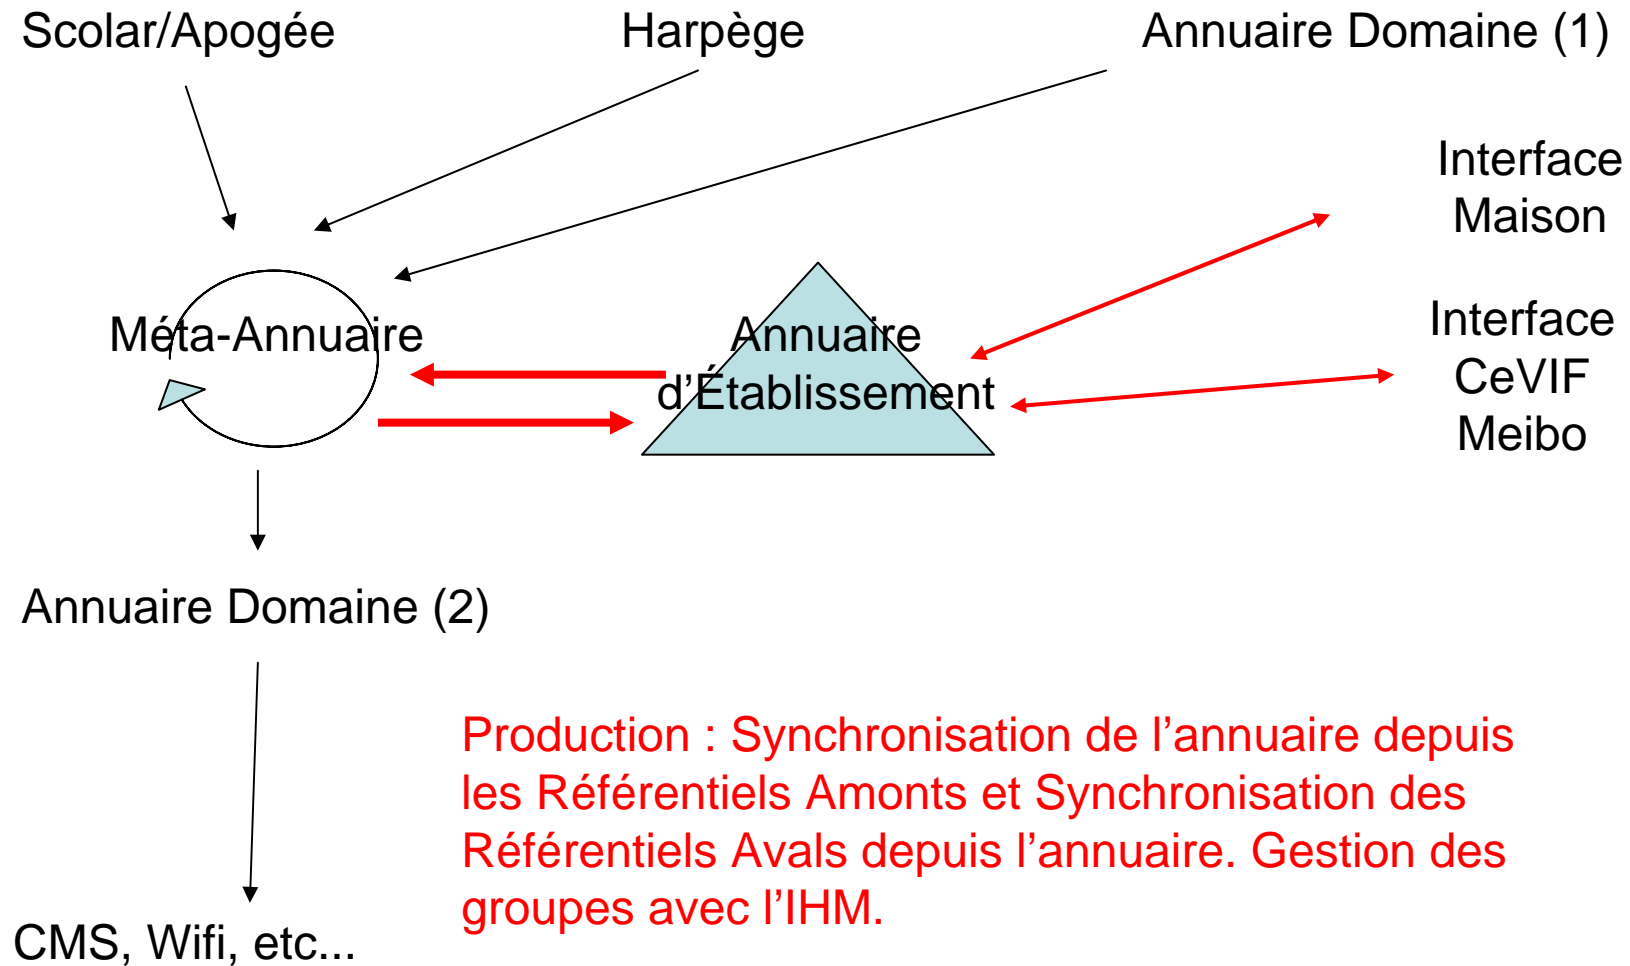 Scolar/Apogée
Harpège
Annuaire Domaine (1)
Interface
Maison
Méta-Annuaire
Annuaire
d’Établissement
Interface
CeVIF
Meibo
Annuaire Domaine (2)
Production : Synchronisation de l’annuaire depuis
les Référentiels Amonts et Synchronisation des
Référentiels Avals depuis l’annuaire. Gestion des
groupes avec l’IHM.
CMS, Wifi, etc...